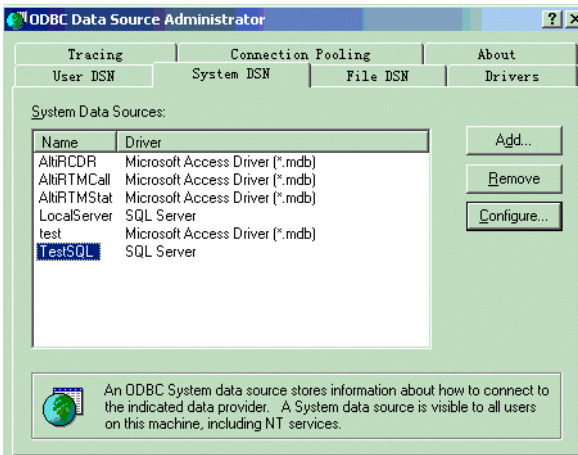 ODBC Data Source Administrator
Tracing Connection Pooling About
User DSN System DSN File DSN Drivers
System Data Sources:
Name Driver
AltiRCDR Microsoft Access Driver (*.mdb)
AltiRTMCall Microsoft Access Driver (*.mdb)
AltiRTMStat Microsoft Access Driver (*.mdb)
LocalServer SQL Server
test Microsoft Access Driver (*.mdb)
TestSQL SQL Server
Add...
Remove
Configure...
An ODBC System data source stores information about how to connect to
the indicated data provider. A System data source is visible to all users
on this machine, including NT services.